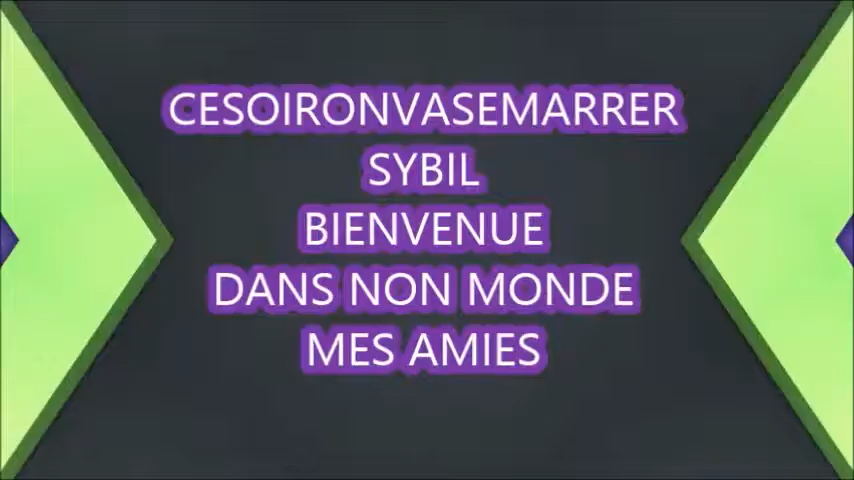 CESOIRONVASEMARRER
SYBIL
BIENVENUE
DANS NON MONDE
MES AMIES